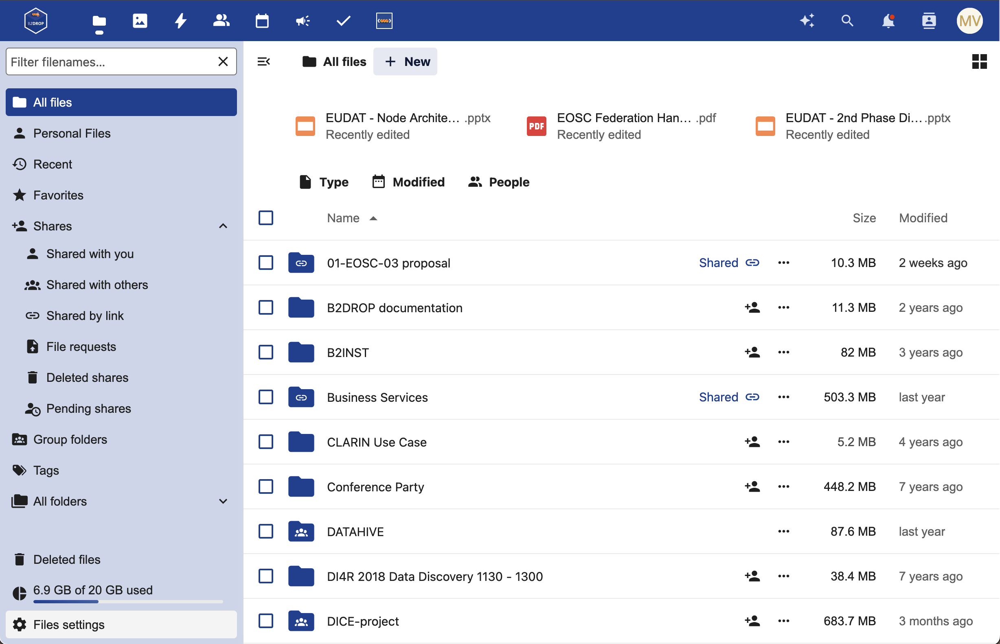 B2DROP
MV
Filter filenames...
All files
New
All files
Personal Files
Recent
Favorites
Shares
Shared with you
Shared with others
Shared by link
File requests
Deleted shares
Pending shares
Group folders
Tags
All folders
Deleted files
6.9 GB of 20 GB used
Files settings
EUDAT - Node Archite... .pptx
Recently edited
PDF
EOSC Federation Han... .pdf
Recently edited
EUDAT - 2nd Phase Di... .pptx
Recently edited
Type Modified People
Name Size Modified
01-EOSC-03 proposal Shared 10.3 MB 2 weeks ago
B2DROP documentation 11.3 MB 2 years ago
B2INST 82 MB 3 years ago
Business Services Shared 503.3 MB last year
CLARIN Use Case 5.2 MB 4 years ago
Conference Party 448.2 MB 7 years ago
DATAHIVE 87.6 MB last year
DI4R 2018 Data Discovery 1130 - 1300 38.4 MB 7 years ago
DICE-project 683.7 MB 3 months ago